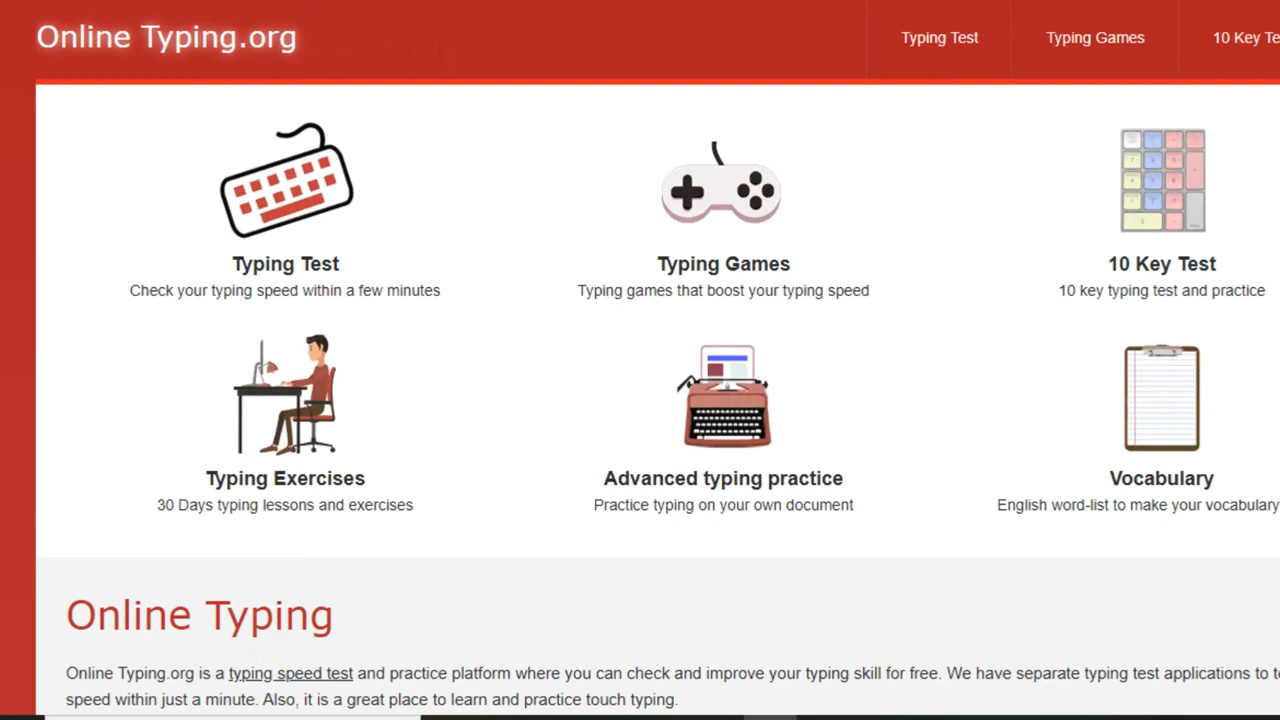 Online Typing.org
Typing Test
Typing Games
10 Key Te
Typing Test
Typing Games
10 Key Test
Check your typing speed within a few minutes
Typing games that boost your typing speed
10 key typing test and practice
Typing Exercises
Advanced typing practice
Vocabulary
30 Days typing lessons and exercises
Practice typing on your own document
English word-list to make your vocabulary
Online Typing
Online Typing.org is a typing speed test and practice platform where you can check and improve your typing skill for free. We have separate typing test applications to
speed within just a minute. Also, it is a great place to learn and practice touch typing.